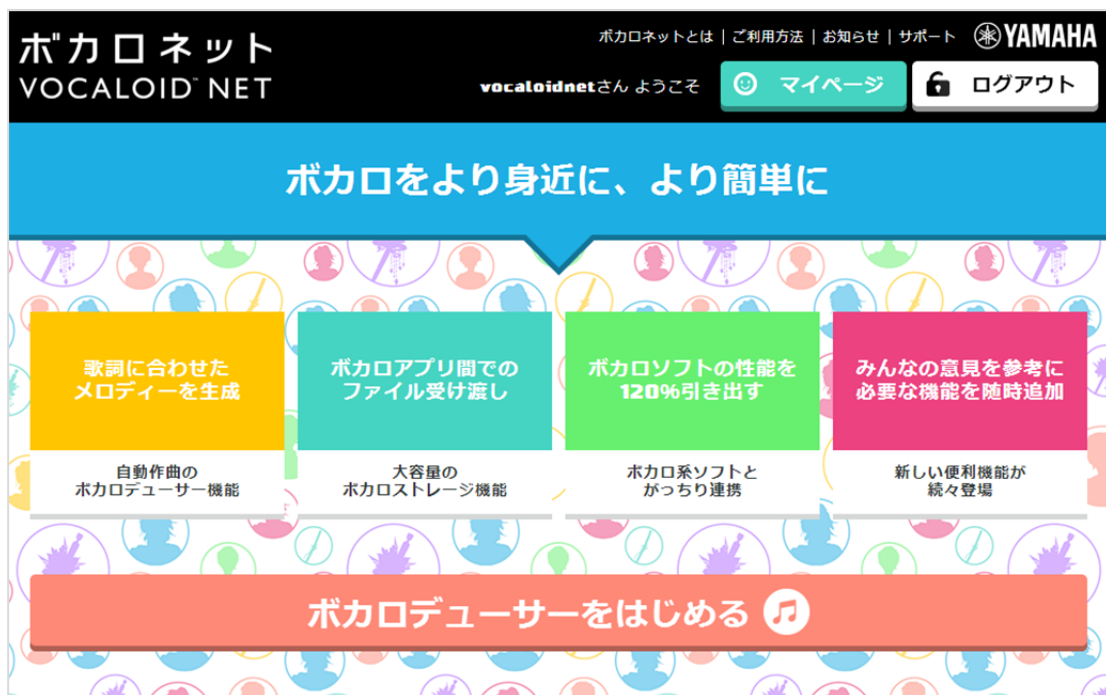 ボカロネット
VOCALOID™ NET
ボカロネットとは | ご利用方法 | お知らせ | サポート
YAMAHA
vocaloidnetさん ようこそ
マイページ
ログアウト
ボカロをより身近に、より簡単に
歌詞に合わせた
メロディーを生成
自動作曲の
ボカロデューサー機能
ボカロアプリ間での
ファイル受け渡し
大容量の
ボカロストレージ機能
ボカロソフトの性能を
120%引き出す
ボカロ系ソフトと
がっちり連携
みんなの意見を参考に
必要な機能を随時追加
新しい便利機能が
続々登場
ボカロデューサーをはじめる